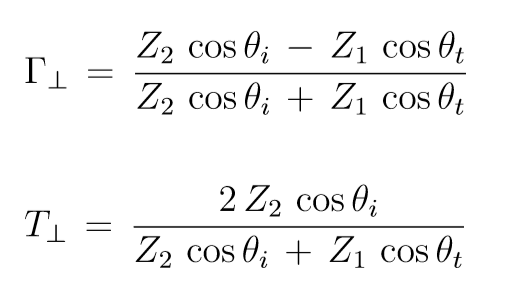 Γ⊥ = (Z₂ cos θᵢ − Z₁ cos θₜ) / (Z₂ cos θᵢ + Z₁ cos θₜ)
T⊥ = (2 Z₂ cos θᵢ) / (Z₂ cos θᵢ + Z₁ cos θₜ)